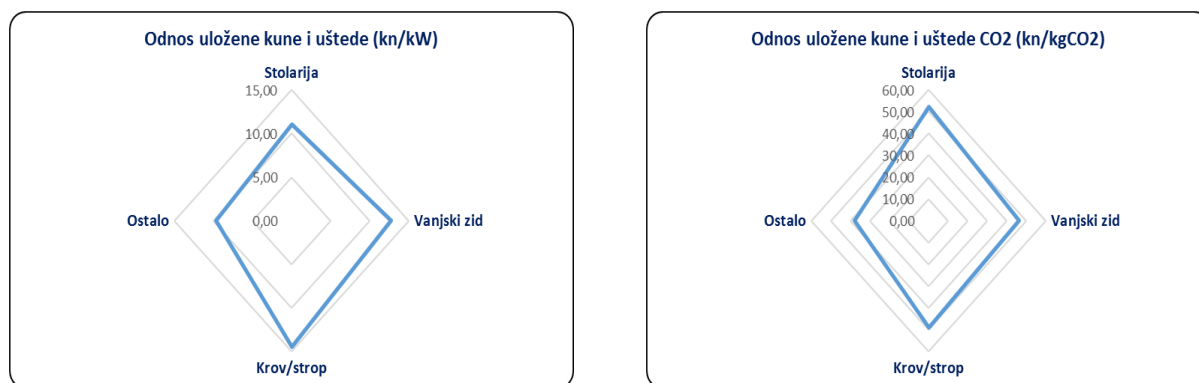 Odnos uložene kune i uštede (kn/kW)
Stolarija
15,00
10,00
5,00
0,00
Ostalo
Vanjski zid
Krov/strop
Odnos uložene kune i uštede CO2 (kn/kgCO2)
Stolarija
60,00
50,00
40,00
30,00
20,00
10,00
0,00
Ostalo
Vanjski zid
Krov/strop